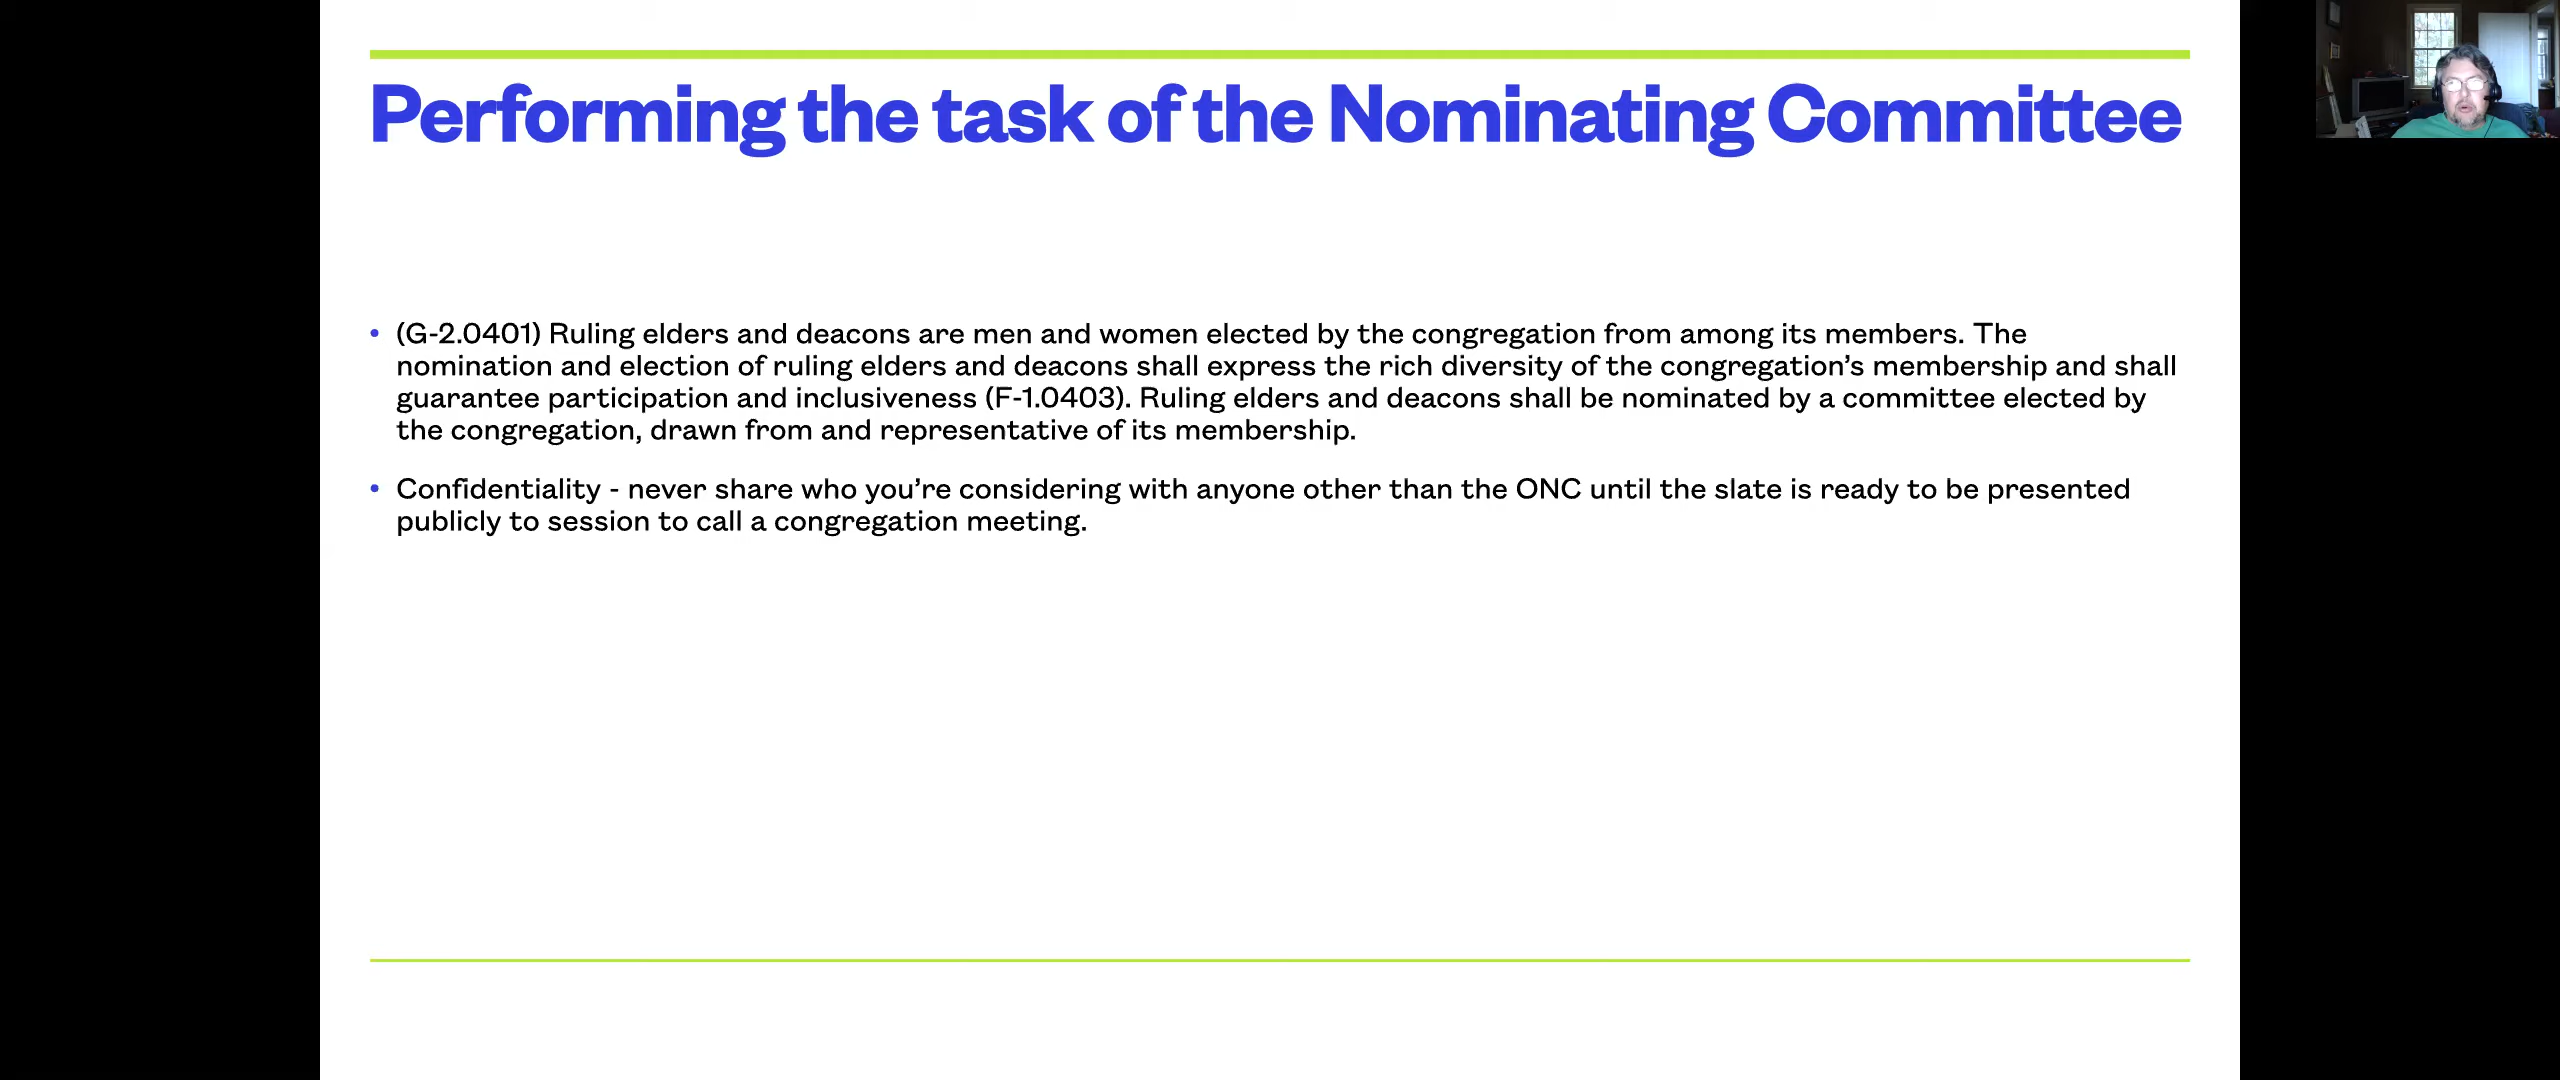 Performing the task of the Nominating Committee
• (G-2.0401) Ruling elders and deacons are men and women elected by the congregation from among its members. The
nomination and election of ruling elders and deacons shall express the rich diversity of the congregation’s membership and shall
guarantee participation and inclusiveness (F-1.0403). Ruling elders and deacons shall be nominated by a committee elected by
the congregation, drawn from and representative of its membership.
• Confidentiality - never share who you’re considering with anyone other than the ONC until the slate is ready to be presented
publicly to session to call a congregation meeting.